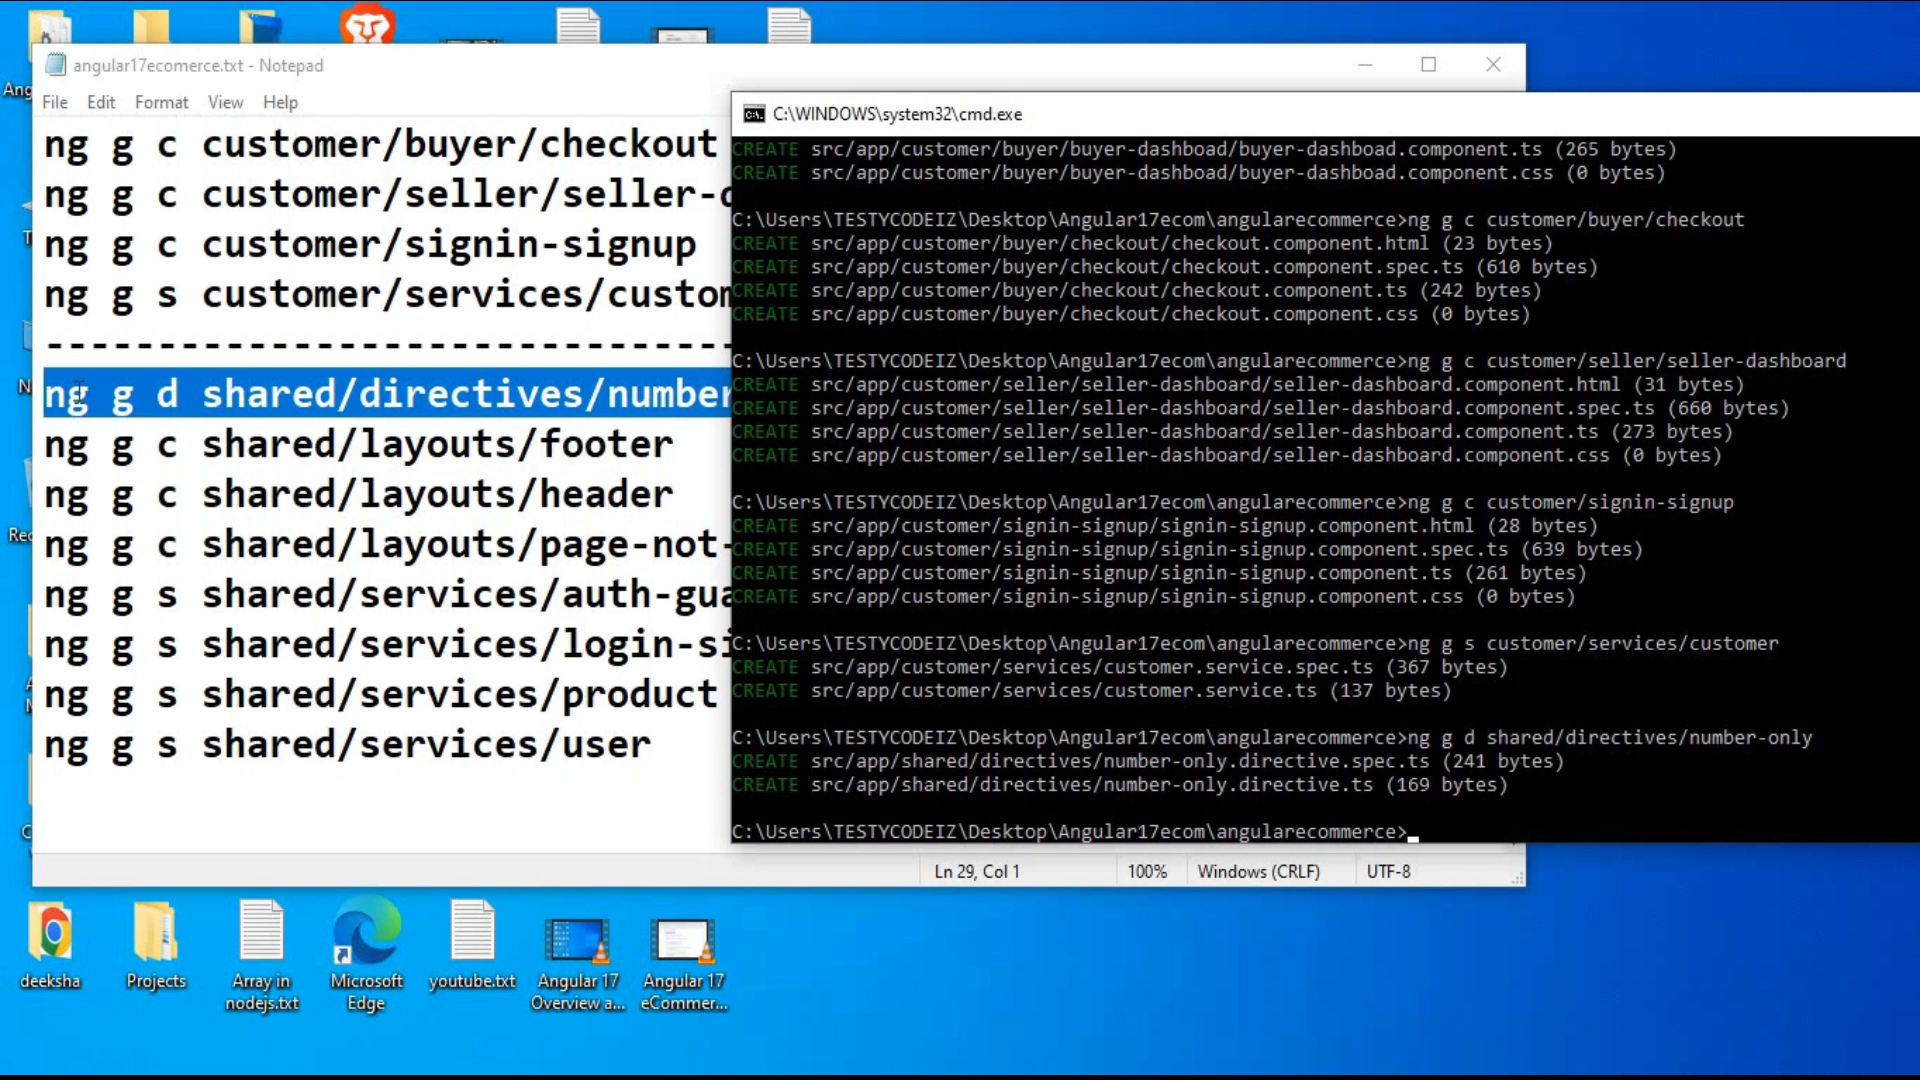 angular17ecomerce.txt - Notepad
File Edit Format View Help
ng g c customer/buyer/checkout
ng g c customer/seller/seller-d
ng g c customer/signin-signup
ng g s customer/services/custom
-------------------------------
ng g d shared/directives/number
ng g c shared/layouts/footer
ng g c shared/layouts/header
ng g c shared/layouts/page-not-
ng g s shared/services/auth-gua
ng g s shared/services/login-si
ng g s shared/services/product
ng g s shared/services/user
Ln 29, Col 1 100% Windows (CRLF) UTF-8
C:\WINDOWS\system32\cmd.exe
CREATE src/app/customer/buyer/buyer-dashboad/buyer-dashboad.component.ts (265 bytes)
CREATE src/app/customer/buyer/buyer-dashboad/buyer-dashboad.component.css (0 bytes)
C:\Users\TESTYCODEIZ\Desktop\Angular17ecom\angularecommerce>ng g c customer/buyer/checkout
CREATE src/app/customer/buyer/checkout/checkout.component.html (23 bytes)
CREATE src/app/customer/buyer/checkout/checkout.component.spec.ts (610 bytes)
CREATE src/app/customer/buyer/checkout/checkout.component.ts (242 bytes)
CREATE src/app/customer/buyer/checkout/checkout.component.css (0 bytes)
C:\Users\TESTYCODEIZ\Desktop\Angular17ecom\angularecommerce>ng g c customer/seller/seller-dashboard
CREATE src/app/customer/seller/seller-dashboard/seller-dashboard.component.html (31 bytes)
CREATE src/app/customer/seller/seller-dashboard/seller-dashboard.component.spec.ts (660 bytes)
CREATE src/app/customer/seller/seller-dashboard/seller-dashboard.component.ts (273 bytes)
CREATE src/app/customer/seller/seller-dashboard/seller-dashboard.component.css (0 bytes)
C:\Users\TESTYCODEIZ\Desktop\Angular17ecom\angularecommerce>ng g c customer/signin-signup
CREATE src/app/customer/signin-signup/signin-signup.component.html (28 bytes)
CREATE src/app/customer/signin-signup/signin-signup.component.spec.ts (639 bytes)
CREATE src/app/customer/signin-signup/signin-signup.component.ts (261 bytes)
CREATE src/app/customer/signin-signup/signin-signup.component.css (0 bytes)
C:\Users\TESTYCODEIZ\Desktop\Angular17ecom\angularecommerce>ng g s customer/services/customer
CREATE src/app/customer/services/customer.service.spec.ts (367 bytes)
CREATE src/app/customer/services/customer.service.ts (137 bytes)
C:\Users\TESTYCODEIZ\Desktop\Angular17ecom\angularecommerce>ng g d shared/directives/number-only
CREATE src/app/shared/directives/number-only.directive.spec.ts (241 bytes)
CREATE src/app/shared/directives/number-only.directive.ts (169 bytes)
C:\Users\TESTYCODEIZ\Desktop\Angular17ecom\angularecommerce>
deeksha
Projects
Array in
nodejs.txt
Microsoft
Edge
youtube.txt
Angular 17
Overview a...
Angular 17
eCommer...